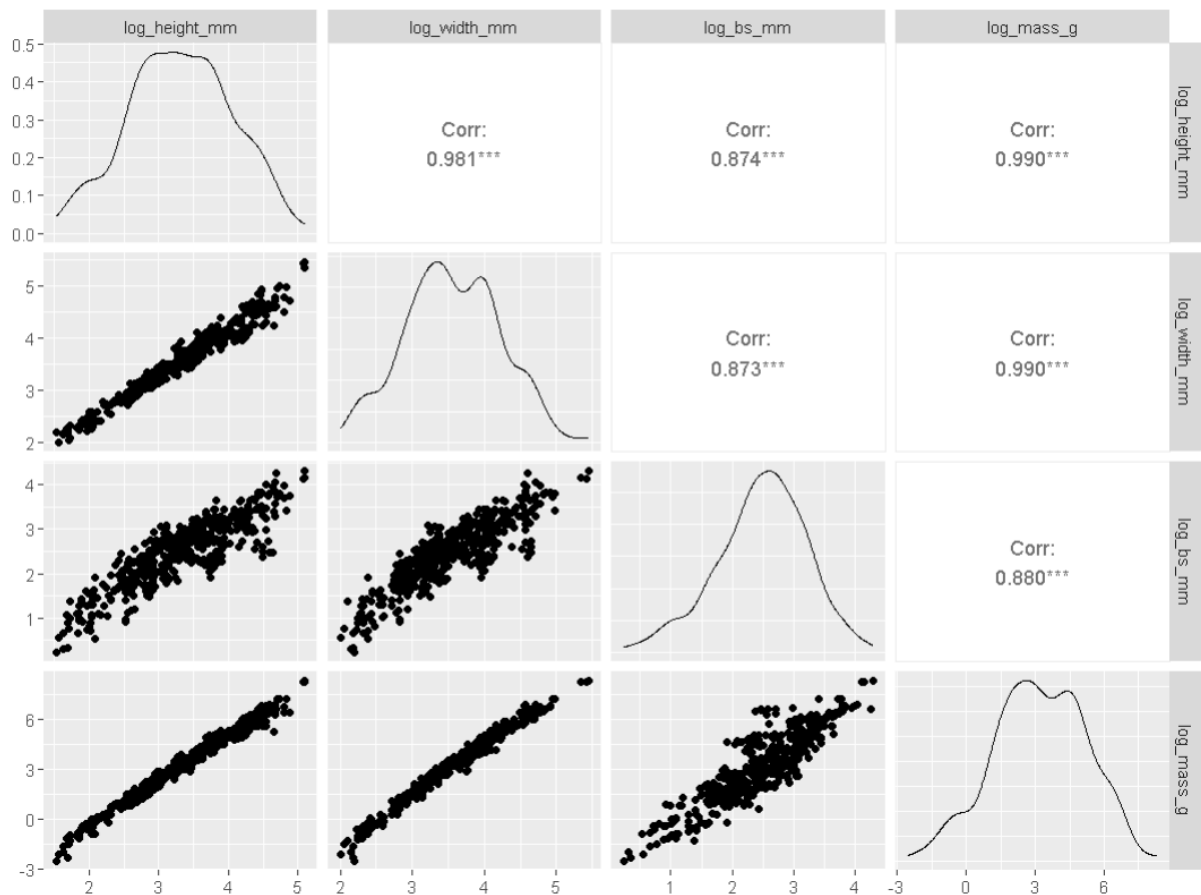 log_height_mm
log_width_mm
log_bs_mm
log_mass_g
0.5
0.4
0.3
0.2
0.1
0.0
Corr:
0.981***
Corr:
0.874***
Corr:
0.990***
log_height_mm
5
4
3
2
Corr:
0.873***
Corr:
0.990***
log_width_mm
4
3
2
1
Corr:
0.880***
log_bs_mm
6
3
0
-3
log_mass_g
2
3
4
5
2
3
4
5
1
2
3
4
-3
0
3
6